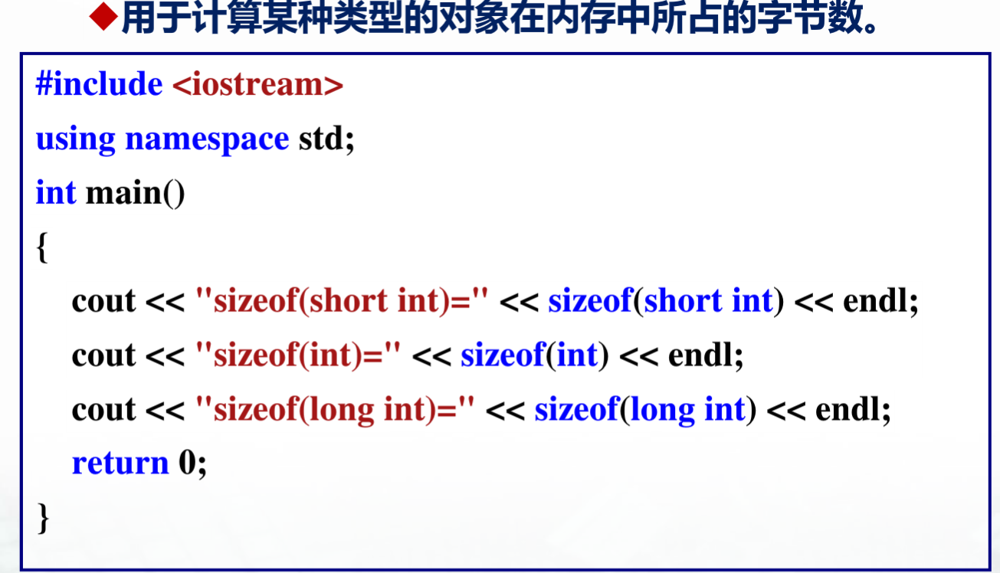 ◆用于计算某种类型的对象在内存中所占的字节数。
#include <iostream>
using namespace std;
int main()
{
cout << "sizeof(short int)=" << sizeof(short int) << endl;
cout << "sizeof(int)=" << sizeof(int) << endl;
cout << "sizeof(long int)=" << sizeof(long int) << endl;
return 0;
}